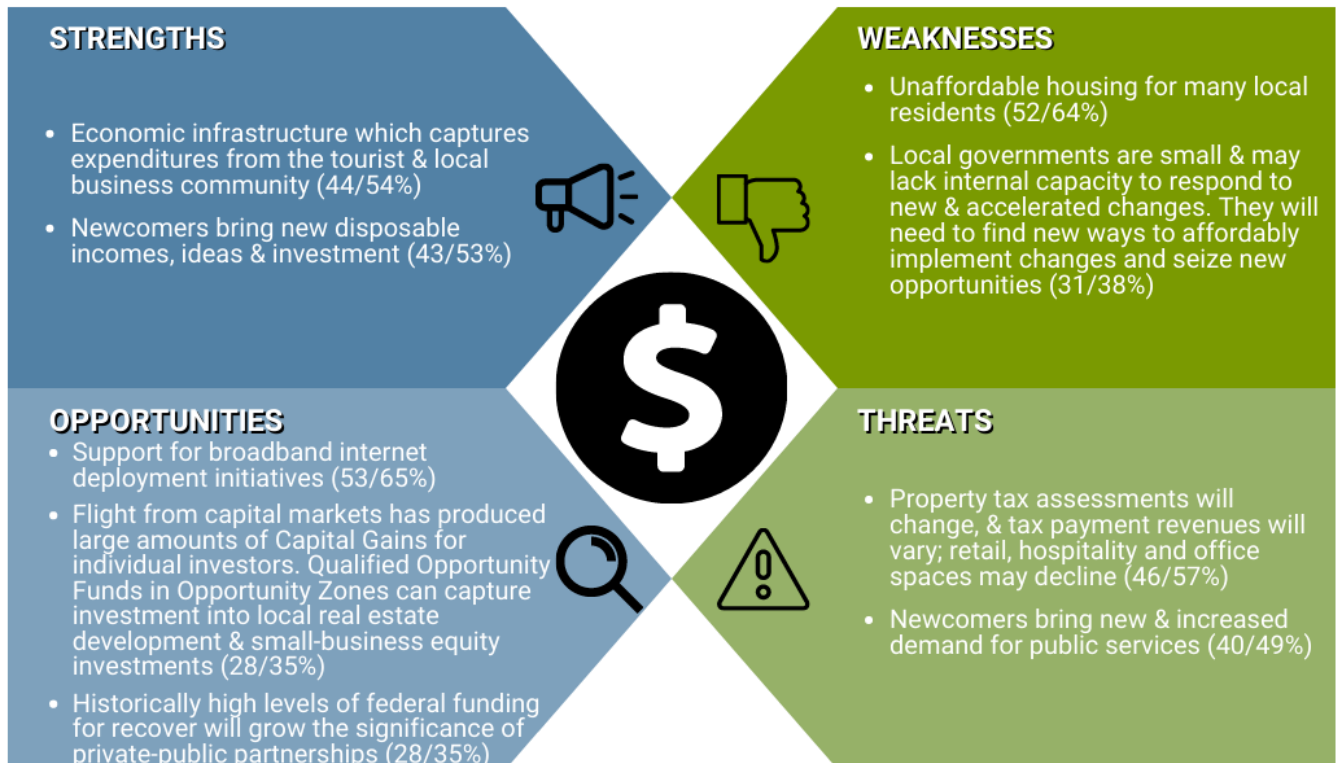 STRENGTHS
• Economic infrastructure which captures
expenditures from the tourist & local
business community (44/54%)
• Newcomers bring new disposable
incomes, ideas & investment (43/53%)
WEAKNESSES
• Unaffordable housing for many local
residents (52/64%)
• Local governments are small & may
lack internal capacity to respond to
new & accelerated changes. They will
need to find new ways to affordably
implement changes and seize new
opportunities (31/38%)
OPPORTUNITIES
• Support for broadband internet
deployment initiatives (53/65%)
• Flight from capital markets has produced
large amounts of Capital Gains for
individual investors. Qualified Opportunity
Funds in Opportunity Zones can capture
investment into local real estate
development & small-business equity
investments (28/35%)
• Historically high levels of federal funding
for recover will grow the significance of
private-public partnerships (28/35%)
THREATS
• Property tax assessments will
change, & tax payment revenues will
vary; retail, hospitality and office
spaces may decline (46/57%)
• Newcomers bring new & increased
demand for public services (40/49%)
$